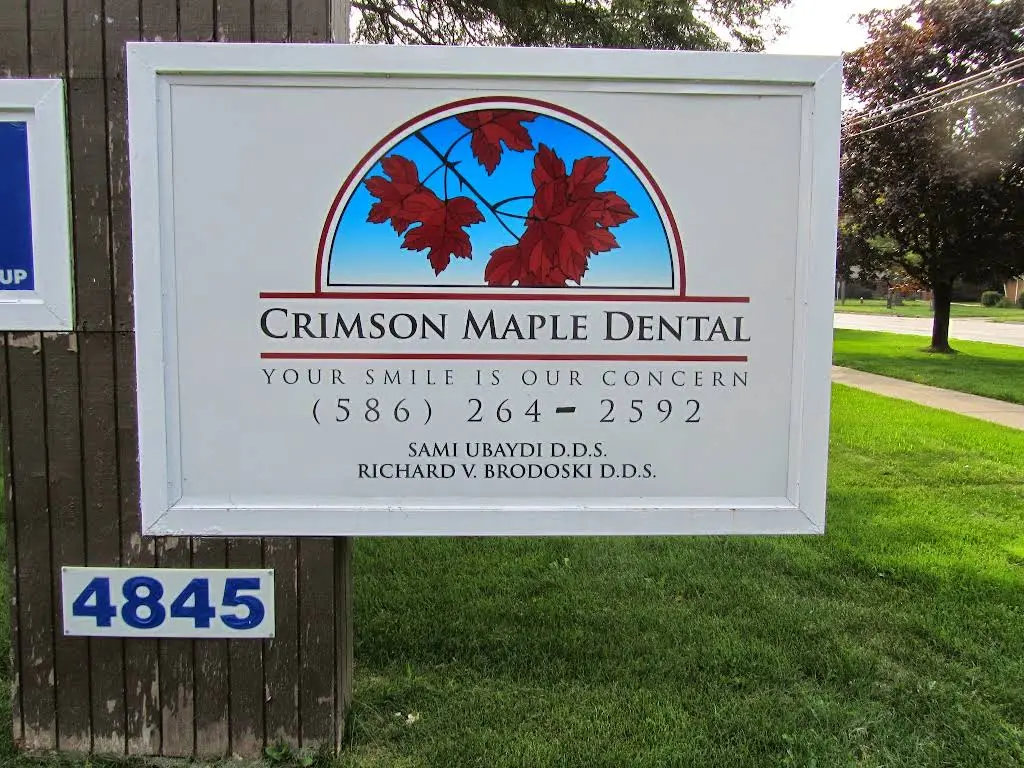 UP
CRIMSON MAPLE DENTAL
YOUR SMILE IS OUR CONCERN
(586) 264-2592
SAMI UBAYDI D.D.S.
RICHARD V. BRODOSKI D.D.S.
4845